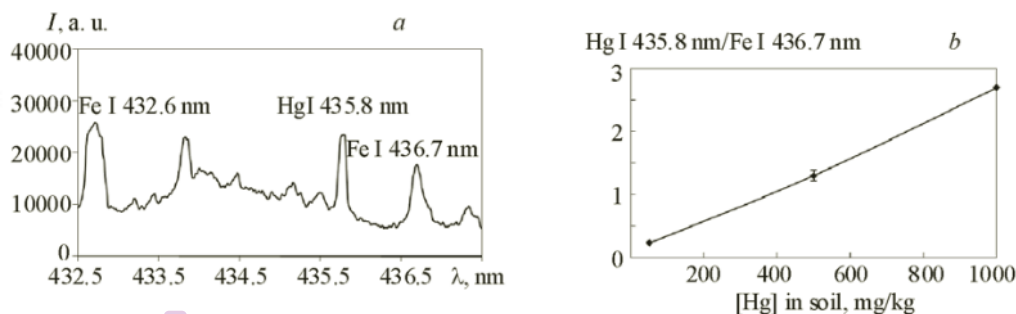 I, a. u.
a
40000
30000
20000
10000
0
Fe I 432.6 nm
HgI 435.8 nm
Fe I 436.7 nm
432.5 433.5 434.5 435.5 436.5 λ, nm
Hg I 435.8 nm/Fe I 436.7 nm
b
3
2
1
0
200 400 600 800 1000
[Hg] in soil, mg/kg